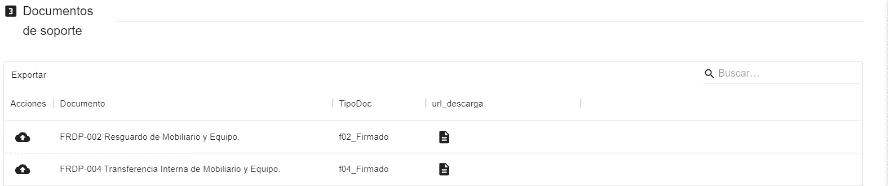 3 Documentos
de soporte
Exportar
Buscar...
Acciones Documento TipoDoc url_descarga
FRDP-002 Resguardo de Mobiliario y Equipo. f02_Firmado
FRDP-004 Transferencia Interna de Mobiliario y Equipo. f04_Firmado